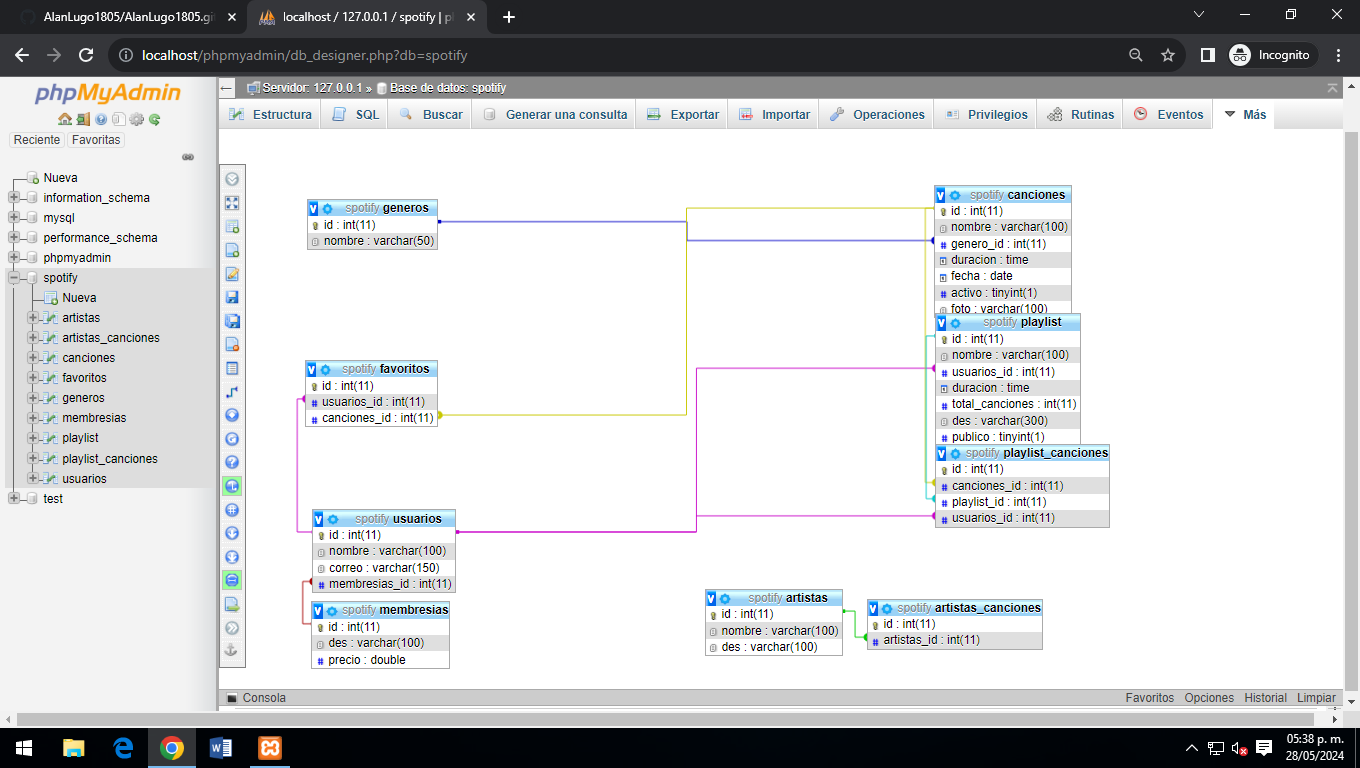 AlanLugo1805/AlanLugo1805.gi
localhost / 127.0.0.1 / spotify | p
localhost/phpmyadmin/db_designer.php?db=spotify
Incognito
phpMyAdmin
Reciente Favoritas
Nueva
information_schema
mysql
performance_schema
phpmyadmin
spotify
Nueva
artistas
artistas_canciones
canciones
favoritos
generos
membresias
playlist
playlist_canciones
usuarios
test
Servidor: 127.0.0.1 » Base de datos: spotify
Estructura SQL Buscar Generar una consulta Exportar Importar Operaciones Privilegios Rutinas Eventos Más
spotify generos
id : int(11)
nombre : varchar(50)
spotify canciones
id : int(11)
nombre : varchar(100)
genero_id : int(11)
duracion : time
fecha : date
activo : tinyint(1)
foto : varchar(100)
spotify playlist
id : int(11)
nombre : varchar(100)
usuarios_id : int(11)
duracion : time
total_canciones : int(11)
des : varchar(300)
publico : tinyint(1)
spotify playlist_canciones
id : int(11)
canciones_id : int(11)
playlist_id : int(11)
usuarios_id : int(11)
spotify favoritos
id : int(11)
usuarios_id : int(11)
canciones_id : int(11)
spotify usuarios
id : int(11)
nombre : varchar(100)
correo : varchar(150)
membresias_id : int(11)
spotify membresias
id : int(11)
des : varchar(100)
precio : double
spotify artistas
id : int(11)
nombre : varchar(100)
des : varchar(100)
spotify artistas_canciones
id : int(11)
artistas_id : int(11)
Consola
Favoritos Opciones Historial Limpiar
05:38 p. m.
28/05/2024